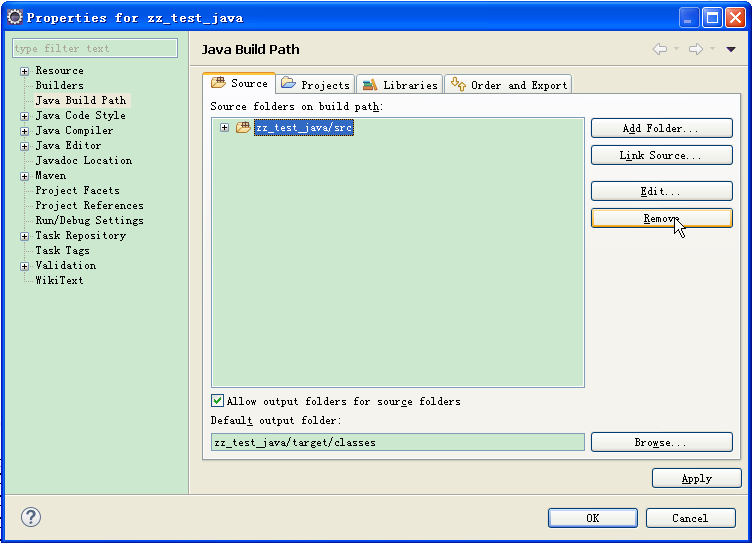 Properties for zz_test_java
type filter text
Resource
Builders
Java Build Path
Java Code Style
Java Compiler
Java Editor
Javadoc Location
Maven
Project Facets
Project References
Run/Debug Settings
Task Repository
Task Tags
Validation
WikiText
Java Build Path
Source Projects Libraries Order and Export
Source folders on build path:
zz_test_java/src
Add Folder...
Link Source...
Edit...
Remove
Allow output folders for source folders
Default output folder:
zz_test_java/target/classes
Browse...
Apply
OK Cancel